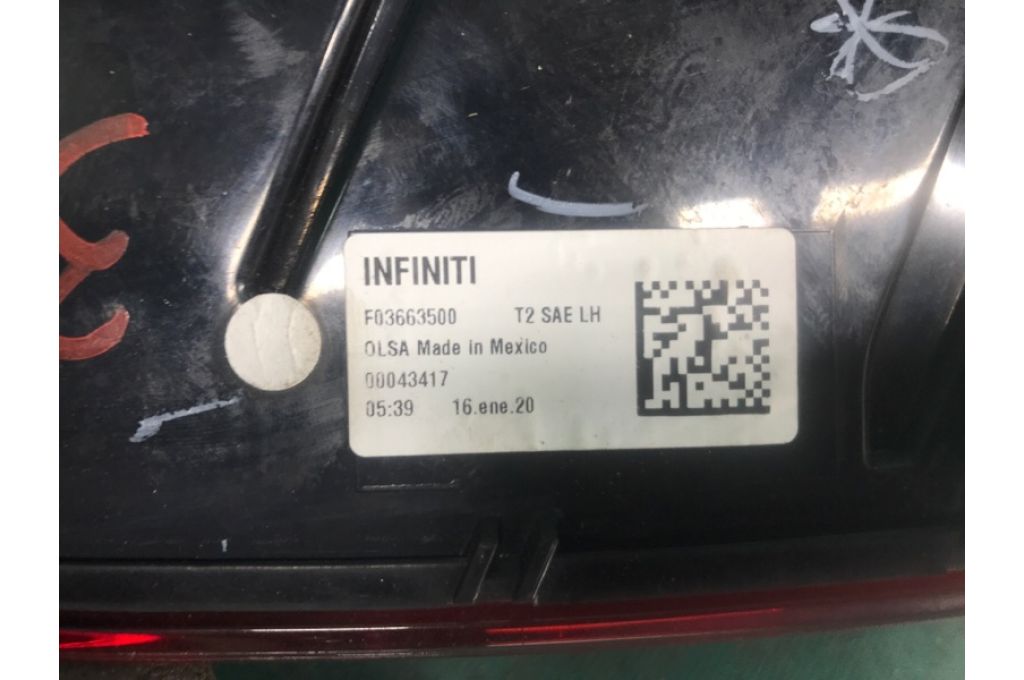 INFINITI
F03663500 T2 SAE LH
OLSA Made in Mexico
00043417
05:39 16.ene.20